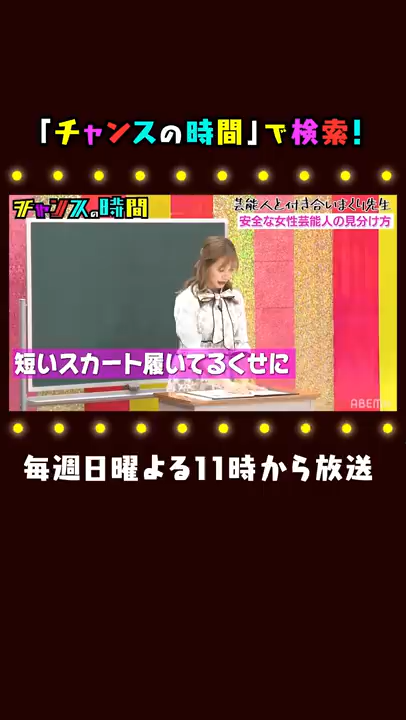 「チャンスの時間」で検索!
チャンスの時間
芸能人と付き合いまくり先生
安全な女性芸能人の見分け方
短いスカート履いてるくせに
ABEMA
毎週日曜よる11時から放送